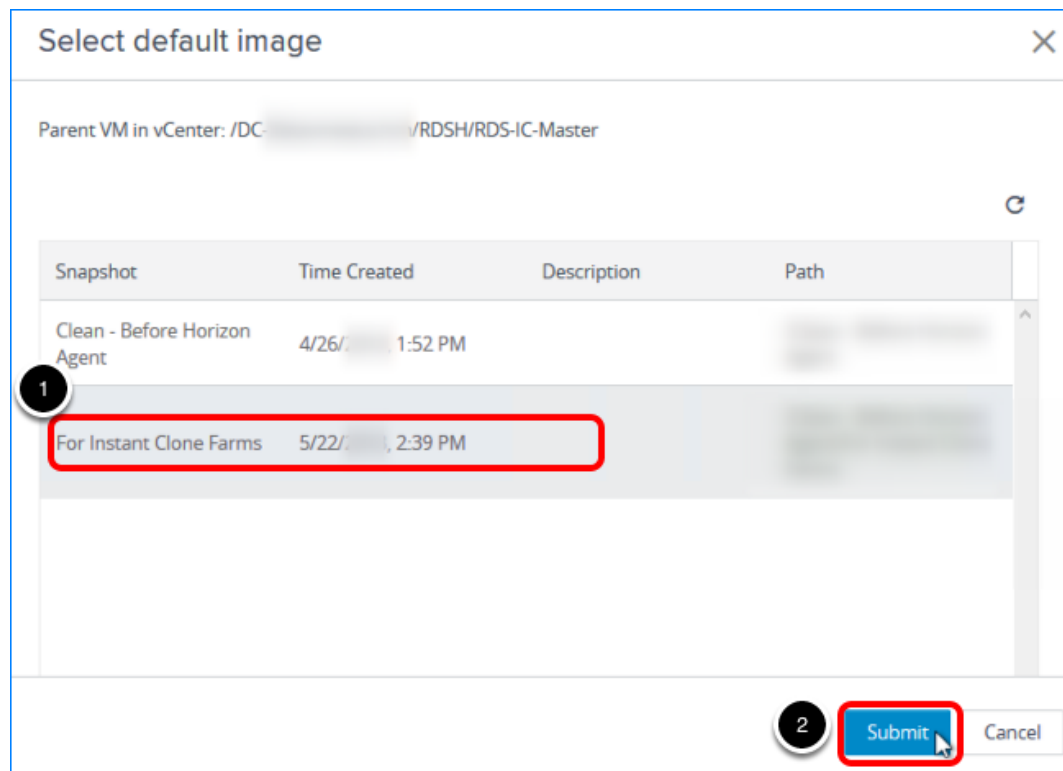 Select default image
Parent VM in vCenter: /DC- /RDSH/RDS-IC-Master
Snapshot Time Created Description Path
Clean - Before Horizon
Agent
4/26/ , 1:52 PM
1
For Instant Clone Farms 5/22/ , 2:39 PM
2 Submit Cancel